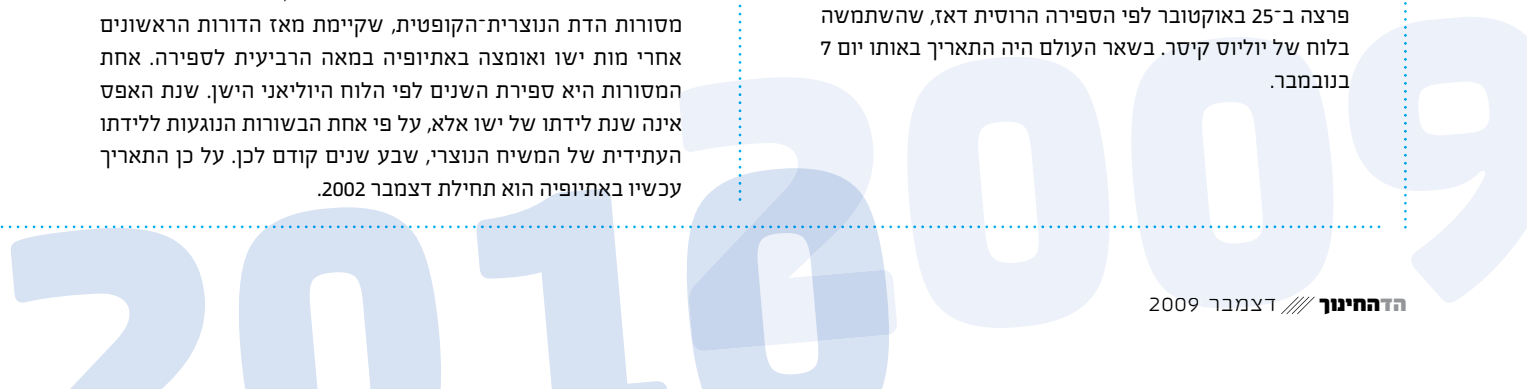 פרצה ב־25 באוקטובר לפי הספירה הרוסית דאז, שהשתמשה
בלוח של יוליוס קיסר. בשאר העולם היה התאריך באותו יום 7
בנובמבר.
מסורות הדת הנוצרית־הקופטית, שקיימת מאז הדורות הראשונים
אחרי מות ישו ואומצה באתיופיה במאה הרביעית לספירה. אחת
המסורות היא ספירת השנים לפי הלוח היוליאני הישן. שנת האפס
אינה שנת לידתו של ישו אלא, על פי אחת הבשורות הנוגעות ללידתו
העתידית של המשיח הנוצרי, שבע שנים קודם לכן. על כן התאריך
עכשיו באתיופיה הוא תחילת דצמבר 2002.
2009
2010
הדהחינוך //// דצמבר 2009